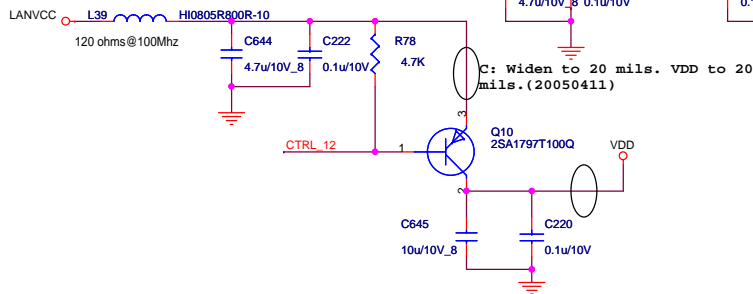 4.7u/10V_8 0.1u/10V
LANVCC L39 HI0805R800R-10
120 ohms@100Mhz
C644 C222 R78
4.7u/10V_8 0.1u/10V 4.7K
C: Widen to 20 mils. VDD to 20
mils.(20050411)
3
Q10
2SA1797T100Q
CTRL_12 1 VDD
2
C645 C220
10u/10V_8 0.1u/10V